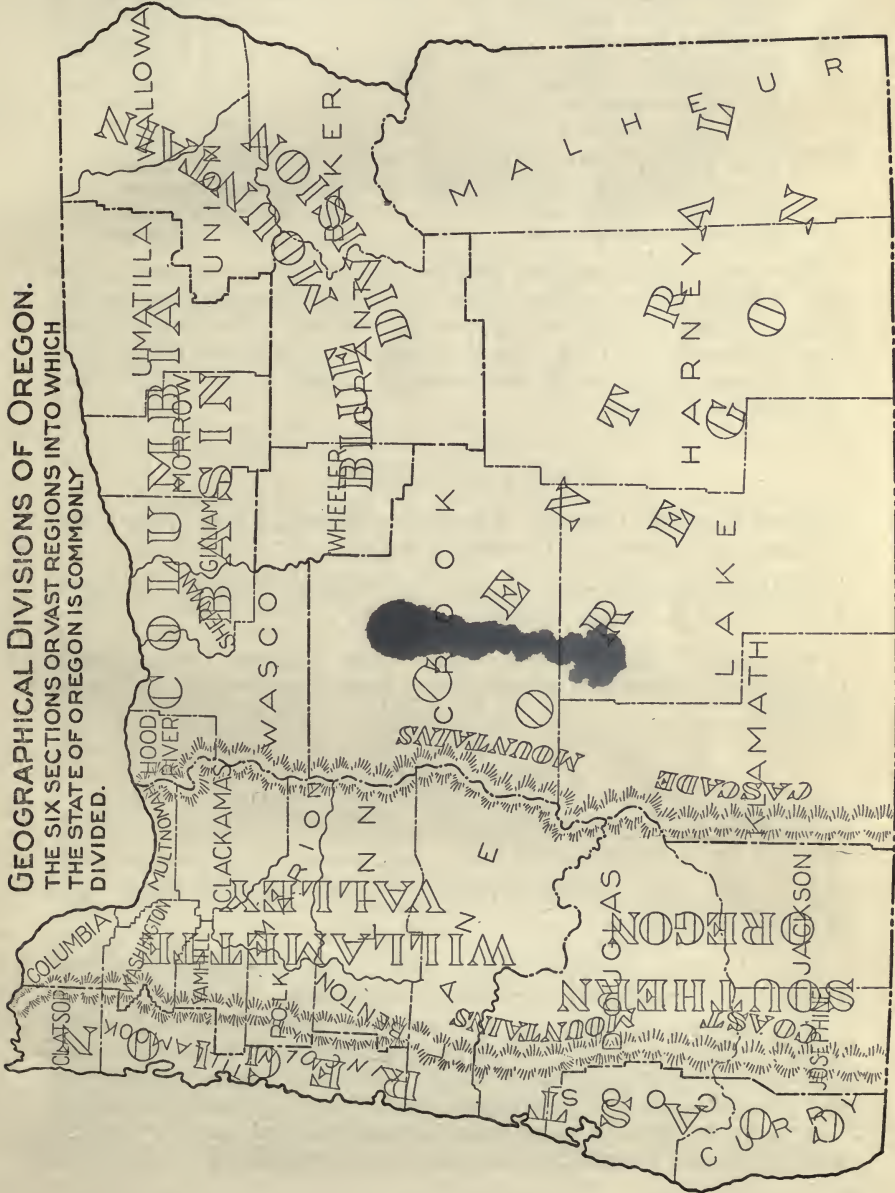 GEOGRAPHICAL DIVISIONS OF OREGON.
THE SIX SECTIONS OR VAST REGIONS INTO WHICH
THE STATE OF OREGON IS COMMONLY
DIVIDED.
CLATSOP
COLUMBIA
TILLAMOOK
WASHINGTON
MULTNOMAH
HOOD
RIVER
YAMHILL
CLACKAMAS
POLK
MARION
LINCOLN
BENTON
LINN
LANE
DOUGLAS
COOS
CURRY
JOSEPHINE
JACKSON
KLAMATH
LAKE
WASCO
SHERMAN
GILLIAM
MORROW
UMATILLA
UNION
WALLOWA
BAKER
WHEELER
GRANT
CROOK
HARNEY
MALHEUR
COLUMBIA
BASIN
BLUE MOUNTAIN
DIVISION
CENTRAL
OREGON
WILLAMETTE
VALLEY
SOUTHERN
OREGON
COAST REGION
COAST MOUNTAINS
CASCADE MOUNTAINS